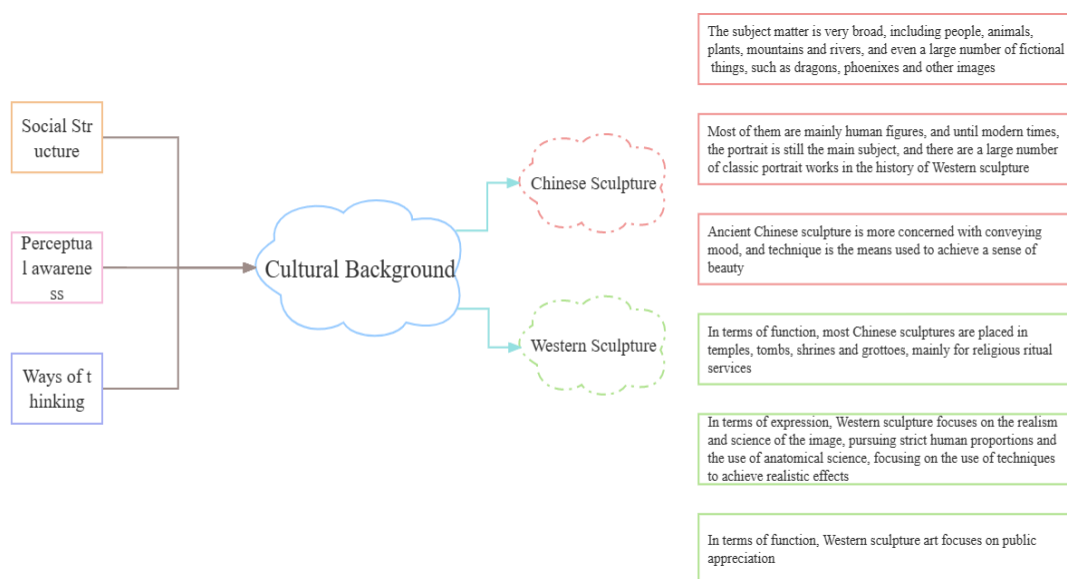 Social Str
ucture
Perceptua
l awarene
ss
Ways of t
hinking
Cultural Background
Chinese Sculpture
Western Sculpture
The subject matter is very broad, including people, animals,
plants, mountains and rivers, and even a large number of fictional
things, such as dragons, phoenixes and other images
Most of them are mainly human figures, and until modern times,
the portrait is still the main subject, and there are a large number
of classic portrait works in the history of Western sculpture
Ancient Chinese sculpture is more concerned with conveying
mood, and technique is the means used to achieve a sense of
beauty
In terms of function, most Chinese sculptures are placed in
temples, tombs, shrines and grottoes, mainly for religious ritual
services
In terms of expression, Western sculpture focuses on the realism
and science of the image, pursuing strict human proportions and
the use of anatomical science, focusing on the use of techniques
to achieve realistic effects
In terms of function, Western sculpture art focuses on public
appreciation